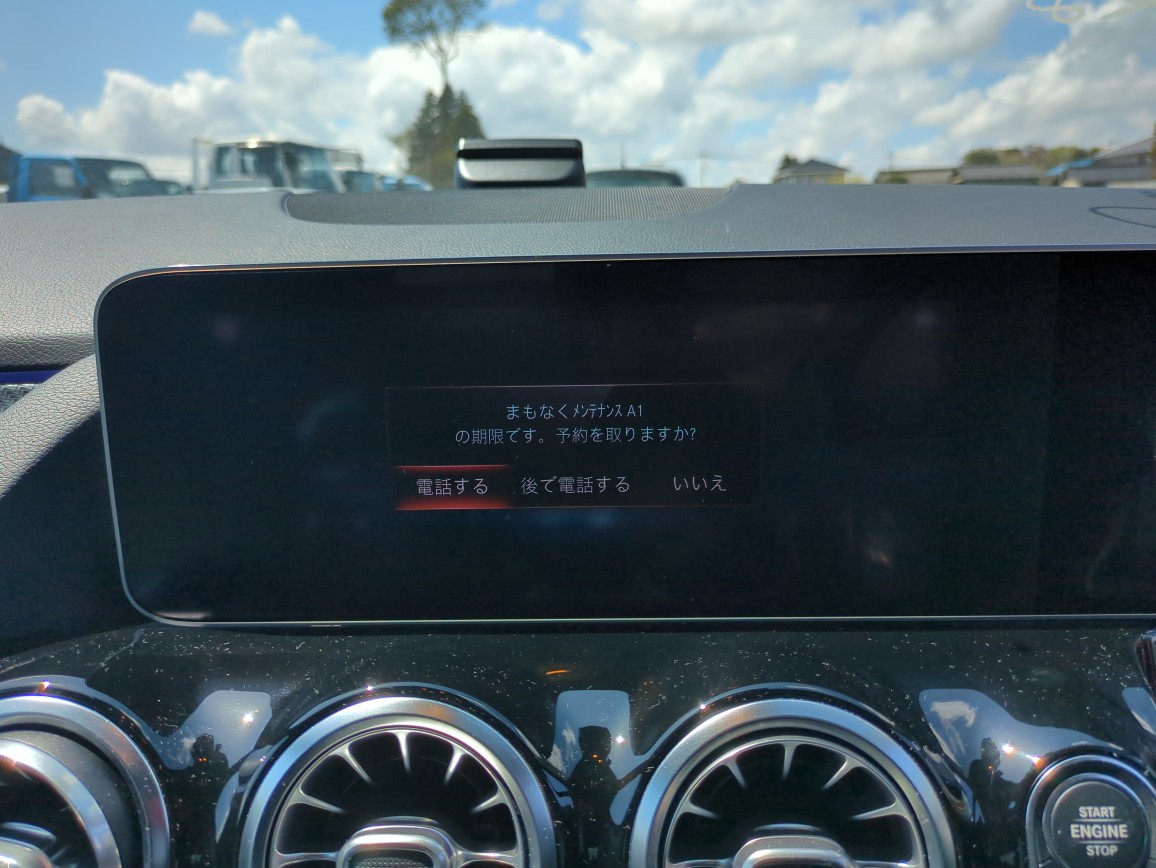 まもなくメンテナンス A1
の期限です。予約を取りますか?
電話する 後で電話する いいえ
START
ENGINE
STOP